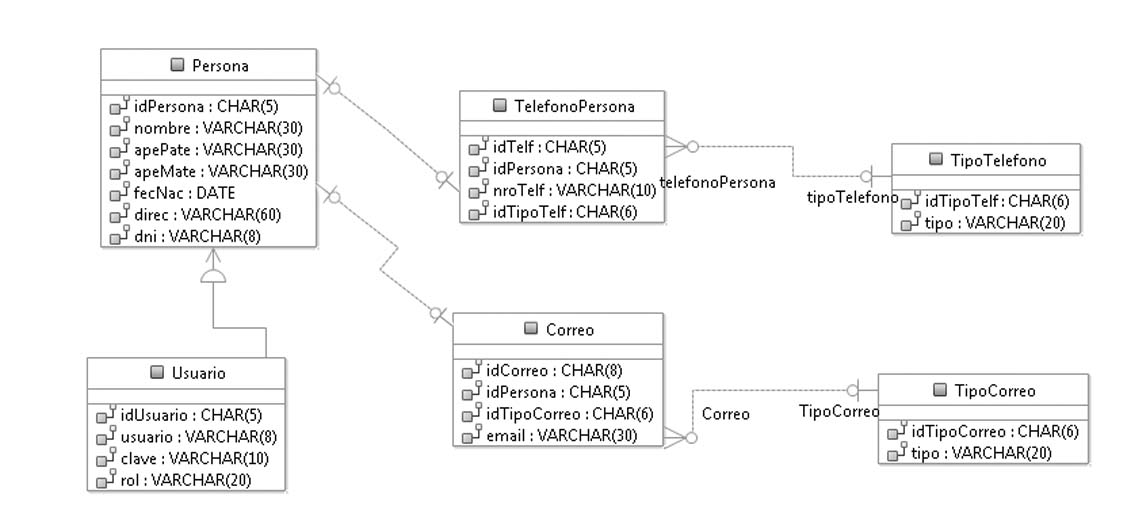 Persona
idPersona : CHAR(5)
nombre : VARCHAR(30)
apePate : VARCHAR(30)
apeMate : VARCHAR(30)
fecNac : DATE
direc : VARCHAR(60)
dni : VARCHAR(8)
TelefonoPersona
idTelf : CHAR(5)
idPersona : CHAR(5)
nroTelf : VARCHAR(10)
idTipoTelf : CHAR(6)
telefonoPersona
tipoTelefono
TipoTelefono
idTipoTelf : CHAR(6)
tipo : VARCHAR(20)
Usuario
idUsuario : CHAR(5)
usuario : VARCHAR(8)
clave : VARCHAR(10)
rol : VARCHAR(20)
Correo
idCorreo : CHAR(8)
idPersona : CHAR(5)
idTipoCorreo : CHAR(6)
email : VARCHAR(30)
Correo
TipoCorreo
TipoCorreo
idTipoCorreo : CHAR(6)
tipo : VARCHAR(20)